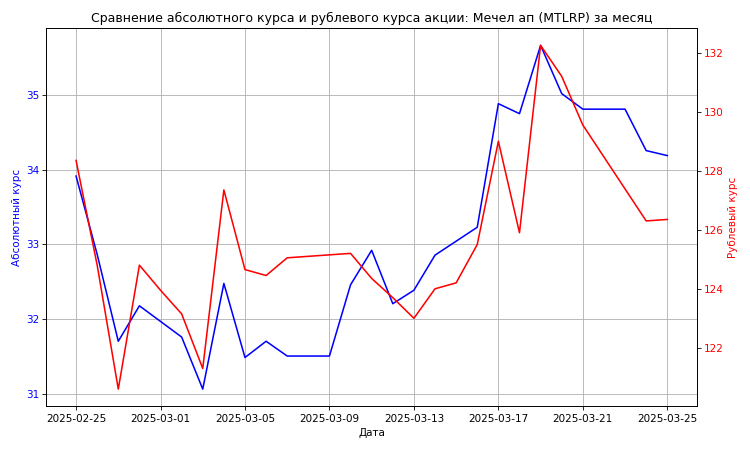 Сравнение абсолютного курса и рублевого курса акции: Мечел ап (MTLRP) за месяц
Абсолютный курс
35
34
33
32
31
132
130
128
126
124
122
Рублевый курс
2025-02-25 2025-03-01 2025-03-05 2025-03-09 2025-03-13 2025-03-17 2025-03-21 2025-03-25
Дата